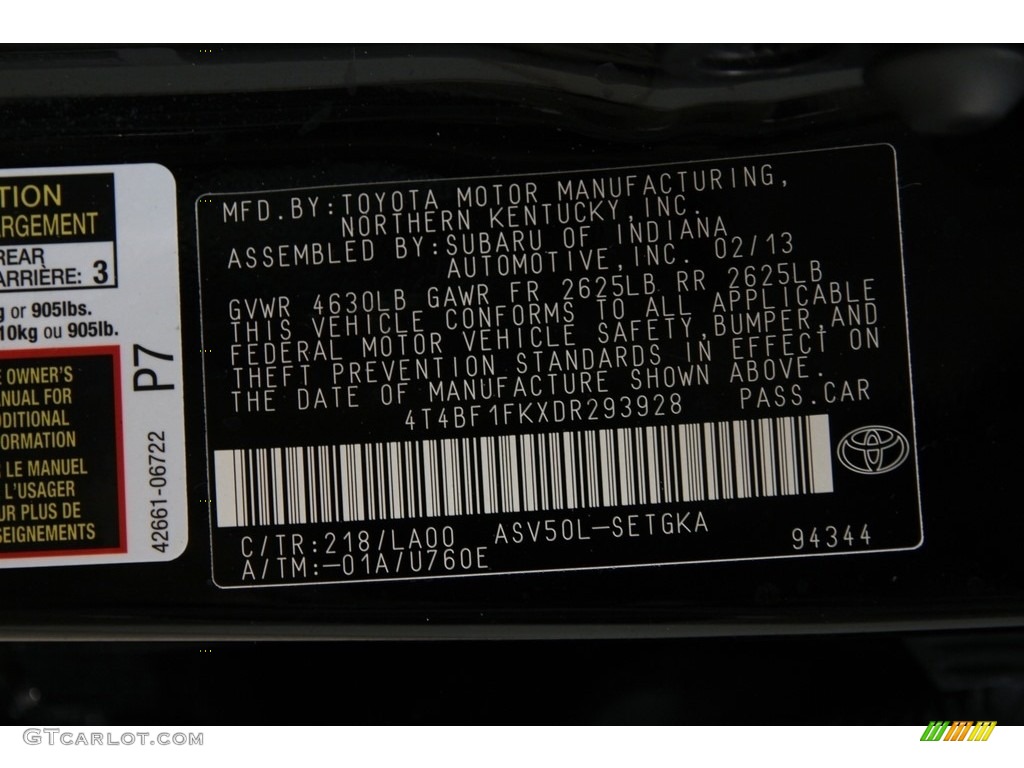 TION
ARGEMENT
REAR
ARRIÈRE: 3
g or 905lbs.
10kg ou 905lb.
E OWNER'S
ANUAL FOR
DDITIONAL
FORMATION
R LE MANUEL
L'USAGER
UR PLUS DE
SEIGNEMENTS
P7
42661-06722
MFD.BY:TOYOTA MOTOR MANUFACTURING,
NORTHERN KENTUCKY,INC.
ASSEMBLED BY:SUBARU OF INDIANA
AUTOMOTIVE,INC. 02/13
GVWR 4630LB GAWR FR 2625LB RR 2625LB
THIS VEHICLE CONFORMS TO ALL APPLICABLE
FEDERAL MOTOR VEHICLE SAFETY,BUMPER,AND
THEFT PREVENTION STANDARDS IN EFFECT ON
THE DATE OF MANUFACTURE SHOWN ABOVE.
4T4BF1FKXDR293928 PASS.CAR
C/TR:218/LA00 ASV50L-SETGKA
A/TM:-01A/U760E 94344
GTCarLot.com